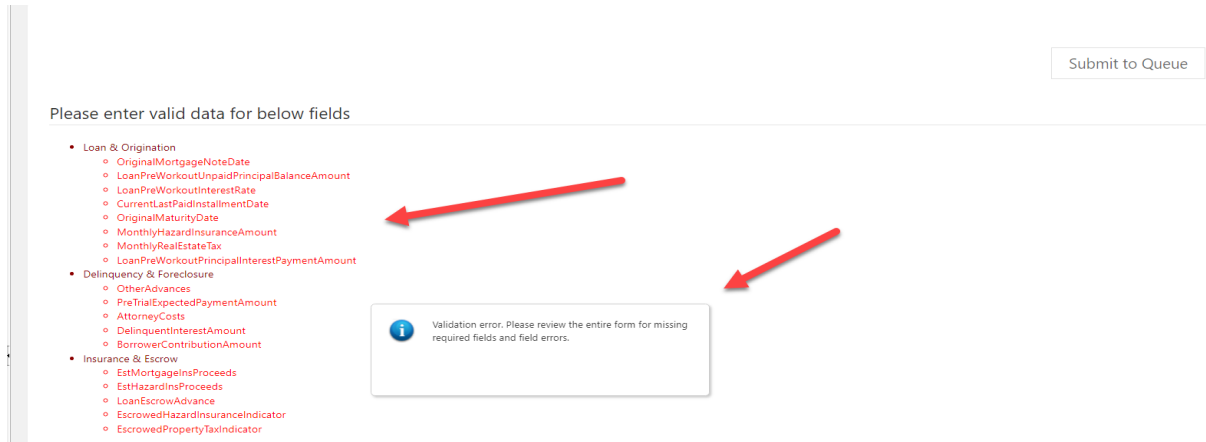 Submit to Queue
Please enter valid data for below fields
Loan & Origination
OriginalMortgageNoteDate
LoanPreWorkoutUnpaidPrincipalBalanceAmount
LoanPreWorkoutInterestRate
CurrentLastPaidInstallmentDate
OriginalMaturityDate
MonthlyHazardInsuranceAmount
MonthlyRealEstateTax
LoanPreWorkoutPrincipalInterestPaymentAmount
Delinquency & Foreclosure
OtherAdvances
PreTrialExpectedPaymentAmount
AttorneyCosts
DelinquentInterestAmount
BorrowerContributionAmount
Insurance & Escrow
EstMortgageInsProceeds
EstHazardInsProceeds
LoanEscrowAdvance
EscrowedHazardInsuranceIndicator
EscrowedPropertyTaxIndicator
Validation error. Please review the entire form for missing
required fields and field errors.